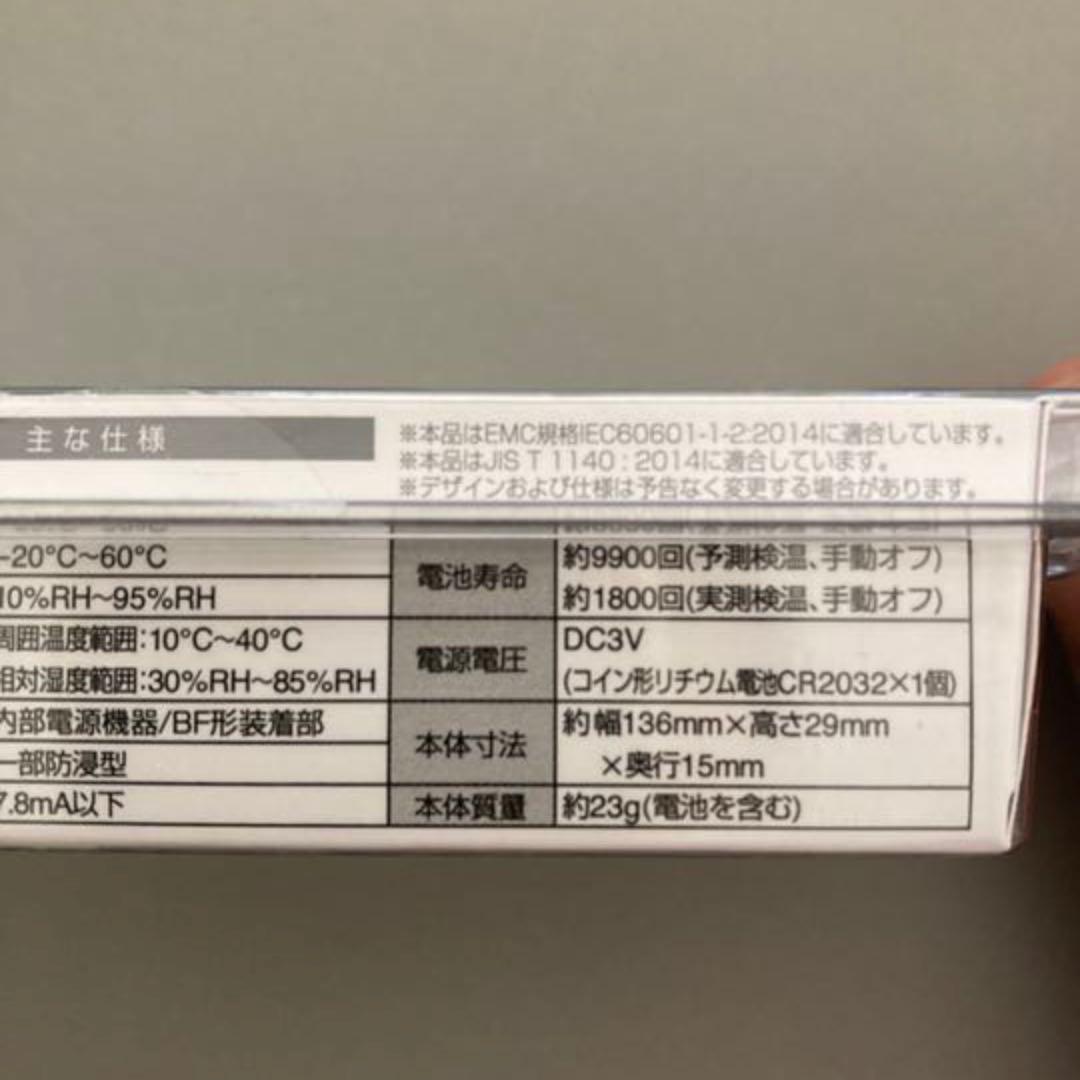 主な仕様
※本品はEMC規格IEC60601-1-2:2014に適合しています。
※本品はJIS T 1140 : 2014に適合しています。
※デザインおよび仕様は予告なく変更する場合があります。
-20°C〜60°C
10%RH〜95%RH
周囲温度範囲:10°C〜40°C
相対湿度範囲:30%RH〜85%RH
内部電源機器/BF形装着部
一部防浸型
7.8mA以下
電池寿命
約9900回(予測検温、手動オフ)
約1800回(実測検温、手動オフ)
電源電圧
DC3V
(コイン形リチウム電池CR2032×1個)
本体寸法
約幅136mm×高さ29mm
×奥行15mm
本体質量
約23g(電池を含む)